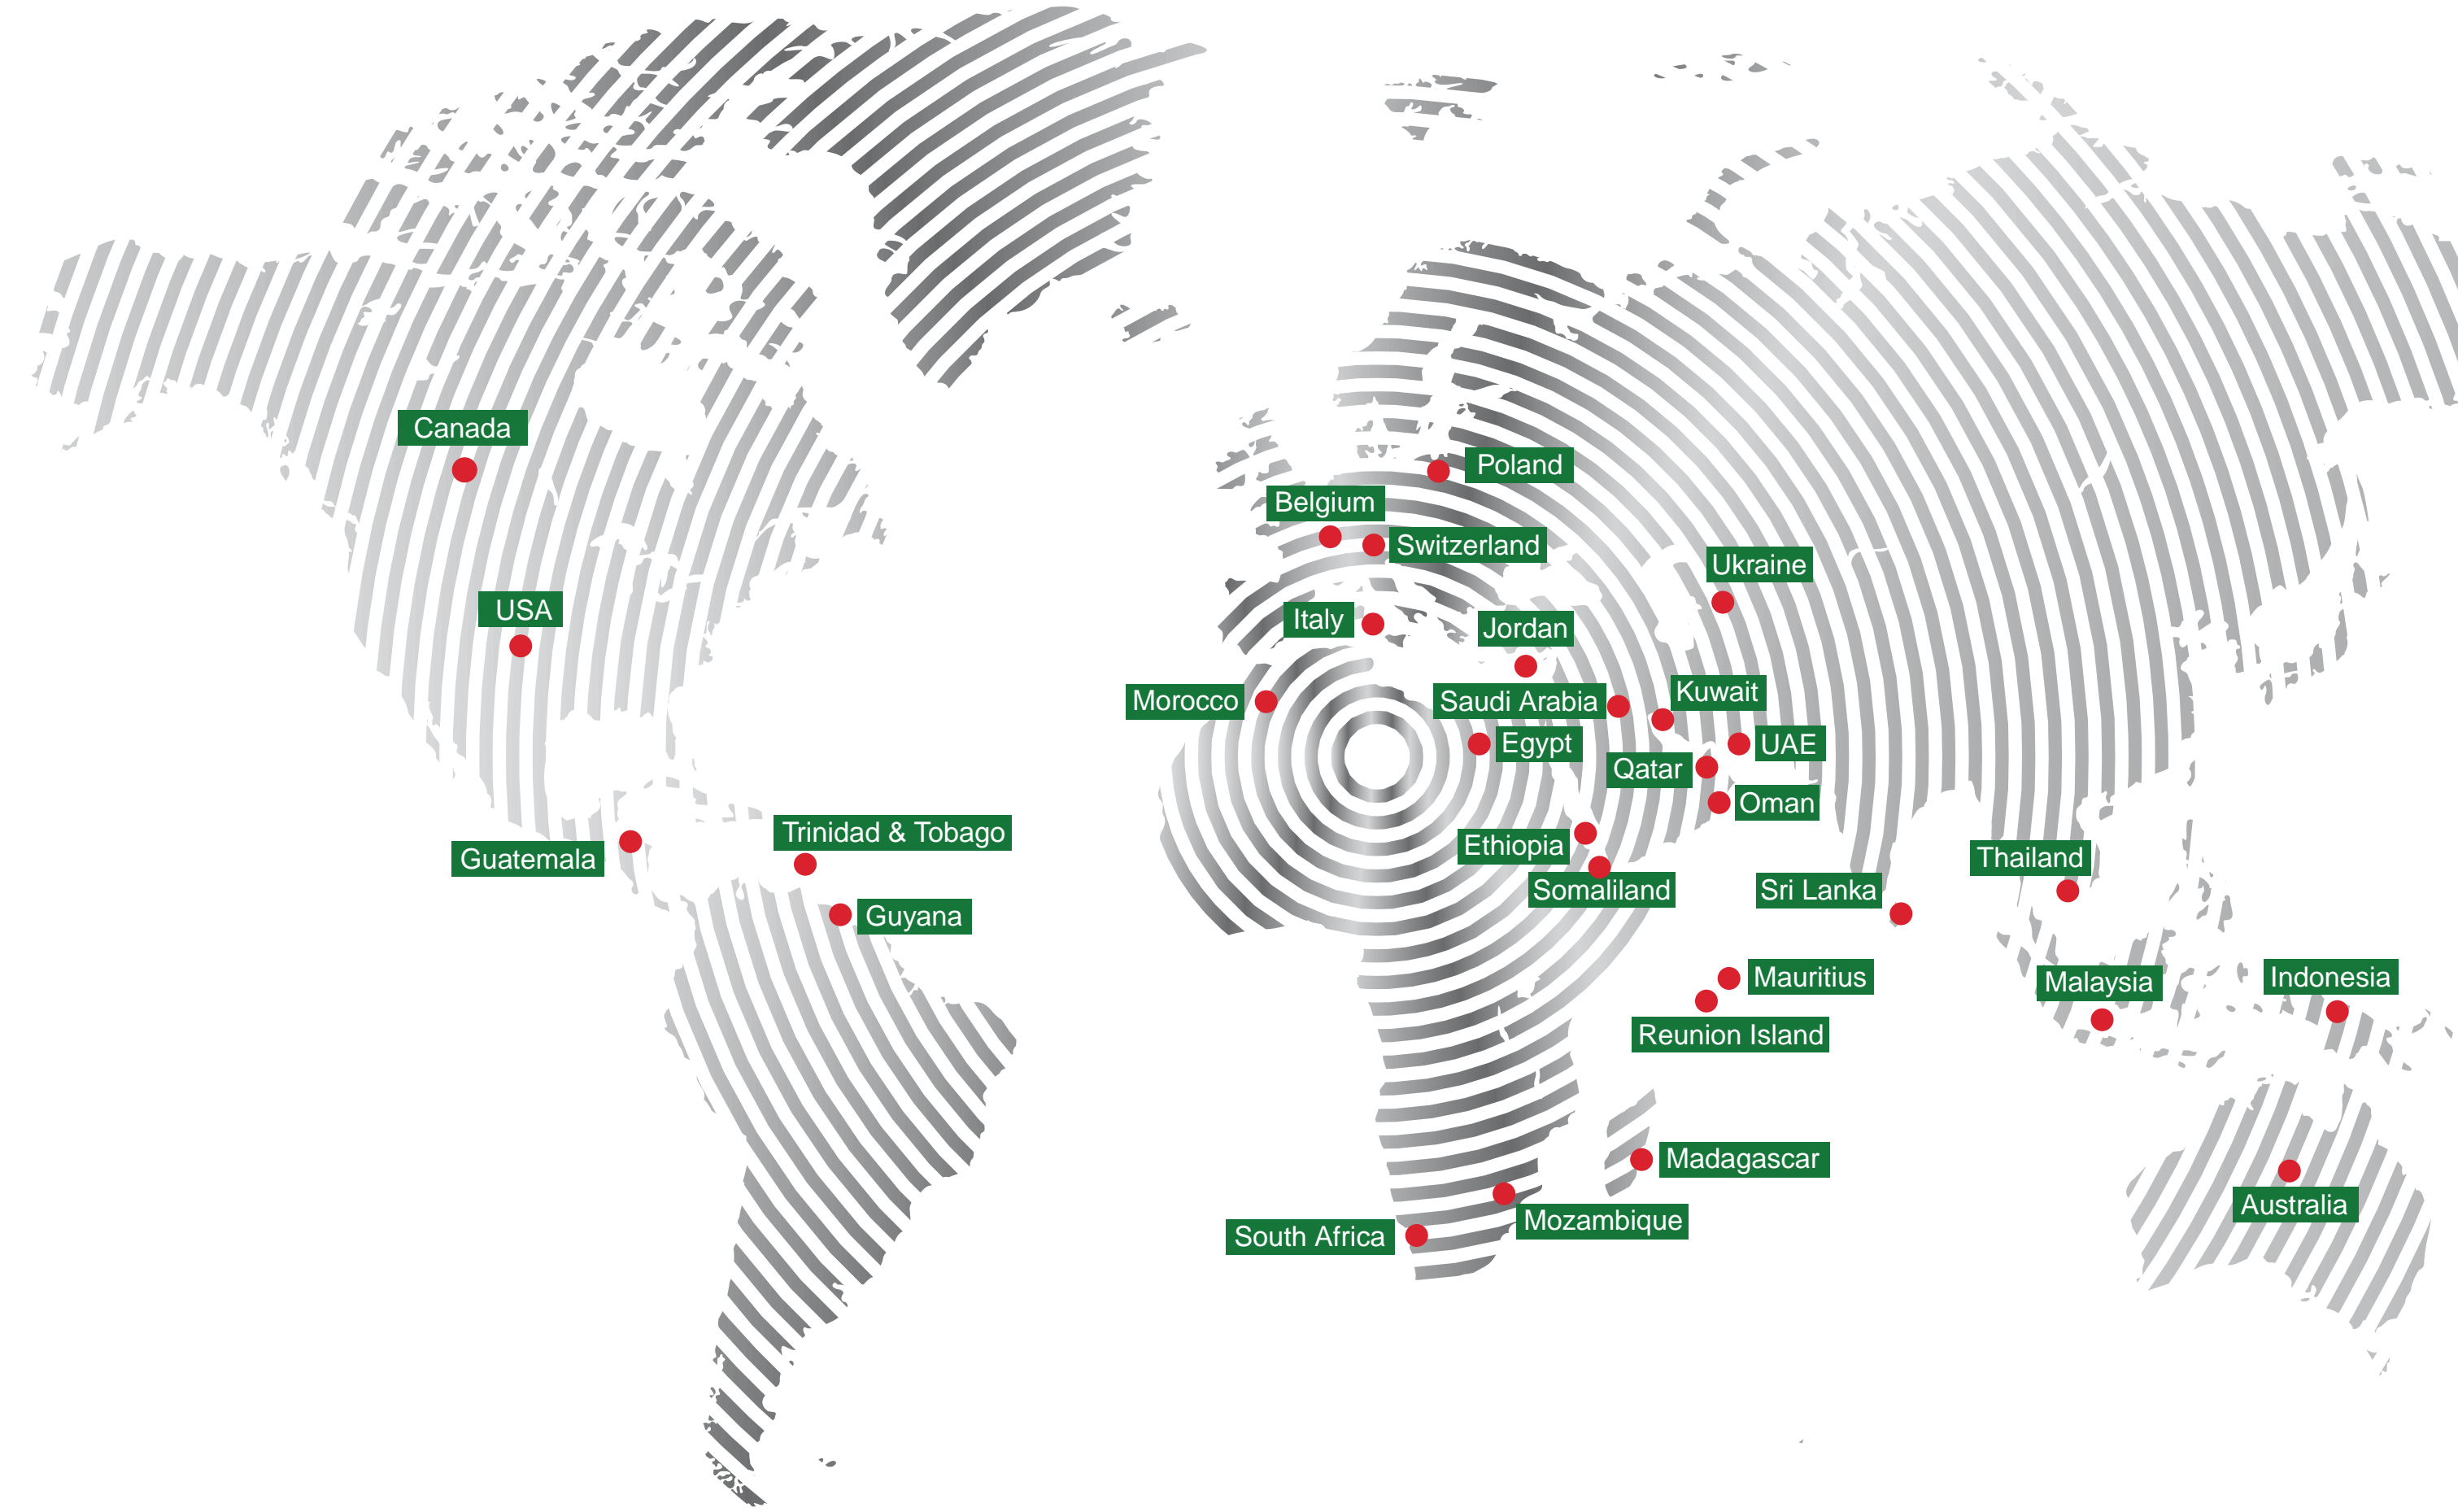 Canada
Poland
Belgium
Switzerland
Ukraine
USA
Italy
Jordan
Morocco
Saudi Arabia
Kuwait
Egypt
UAE
Qatar
Oman
Trinidad & Tobago
Guatemala
Ethiopia
Thailand
Somaliland
Sri Lanka
Guyana
Mauritius
Malaysia
Indonesia
Reunion Island
Madagascar
Australia
Mozambique
South Africa